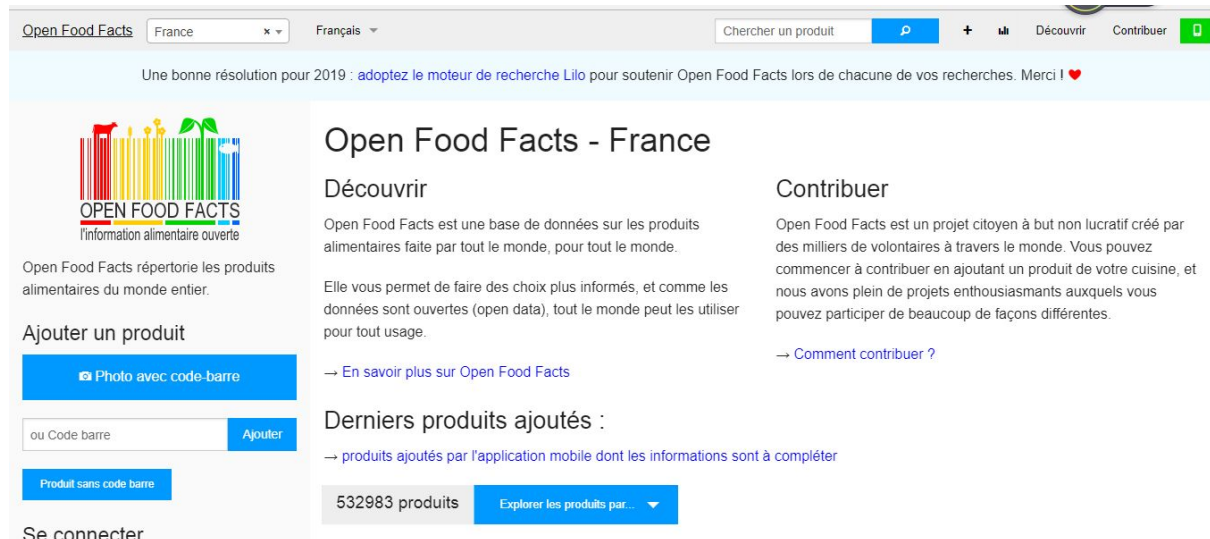 Open Food Facts France × Français Chercher un produit + Découvrir Contribuer
Une bonne résolution pour 2019 : adoptez le moteur de recherche Lilo pour soutenir Open Food Facts lors de chacune de vos recherches. Merci !
OPEN FOOD FACTS
l'information alimentaire ouverte
Open Food Facts répertorie les produits
alimentaires du monde entier.
Ajouter un produit
Photo avec code-barre
ou Code barre Ajouter
Produit sans code barre
Se connecter
Open Food Facts - France
Découvrir
Open Food Facts est une base de données sur les produits
alimentaires faite par tout le monde, pour tout le monde.
Elle vous permet de faire des choix plus informés, et comme les
données sont ouvertes (open data), tout le monde peut les utiliser
pour tout usage.
→ En savoir plus sur Open Food Facts
Contribuer
Open Food Facts est un projet citoyen à but non lucratif créé par
des milliers de volontaires à travers le monde. Vous pouvez
commencer à contribuer en ajoutant un produit de votre cuisine, et
nous avons plein de projets enthousiasmants auxquels vous
pouvez participer de beaucoup de façons différentes.
→ Comment contribuer ?
Derniers produits ajoutés :
→ produits ajoutés par l'application mobile dont les informations sont à compléter
532983 produits Explorer les produits par...